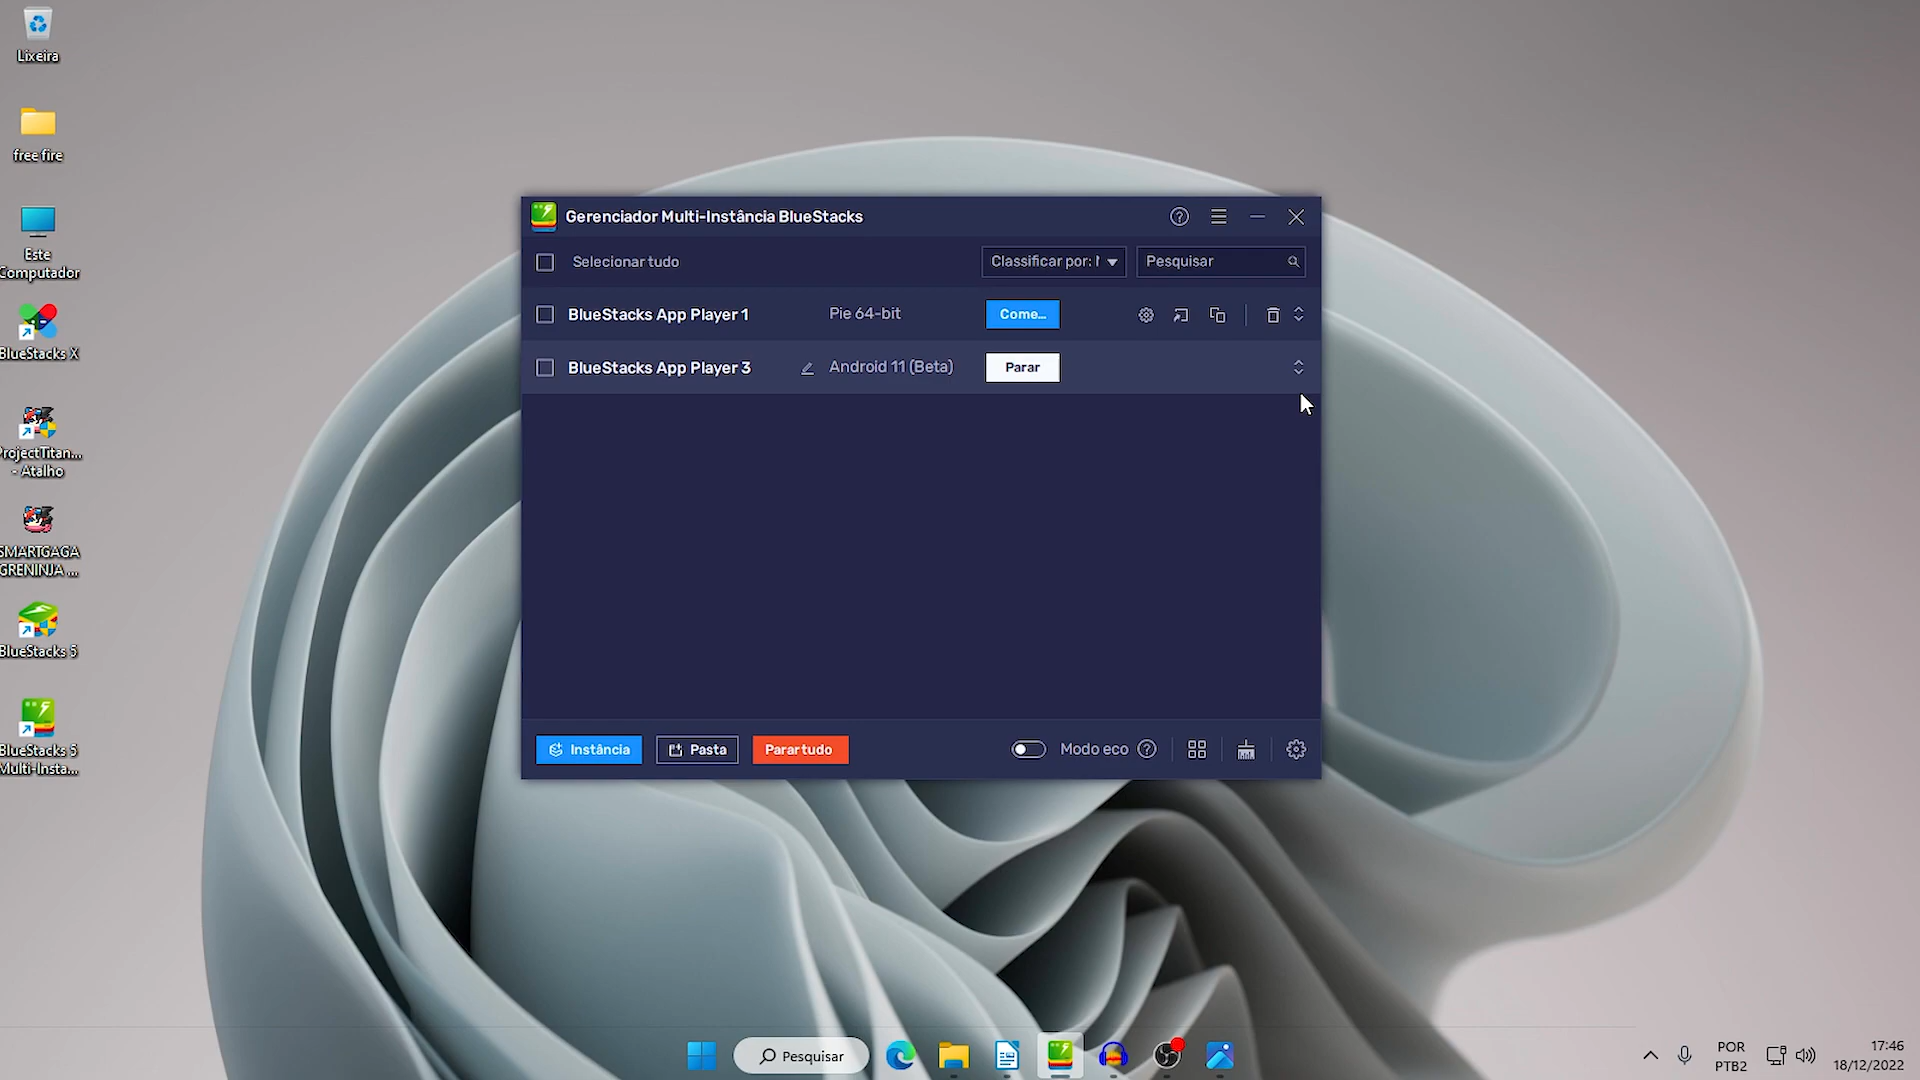 Lixeira
free fire
Este
Computador
BlueStacks X
ProjectTitan...
- Atalho
SMARTGAGA
GRENINJA ...
BlueStacks 5
BlueStacks 5
Multi-Insta...
Gerenciador Multi-Instância BlueStacks
Selecionar tudo
Classificar por: N
Pesquisar
BlueStacks App Player 1
Pie 64-bit
Come...
BlueStacks App Player 3
Android 11 (Beta)
Parar
Instância
Pasta
Parar tudo
Modo eco
Pesquisar
POR
PTB2
17:46
18/12/2022